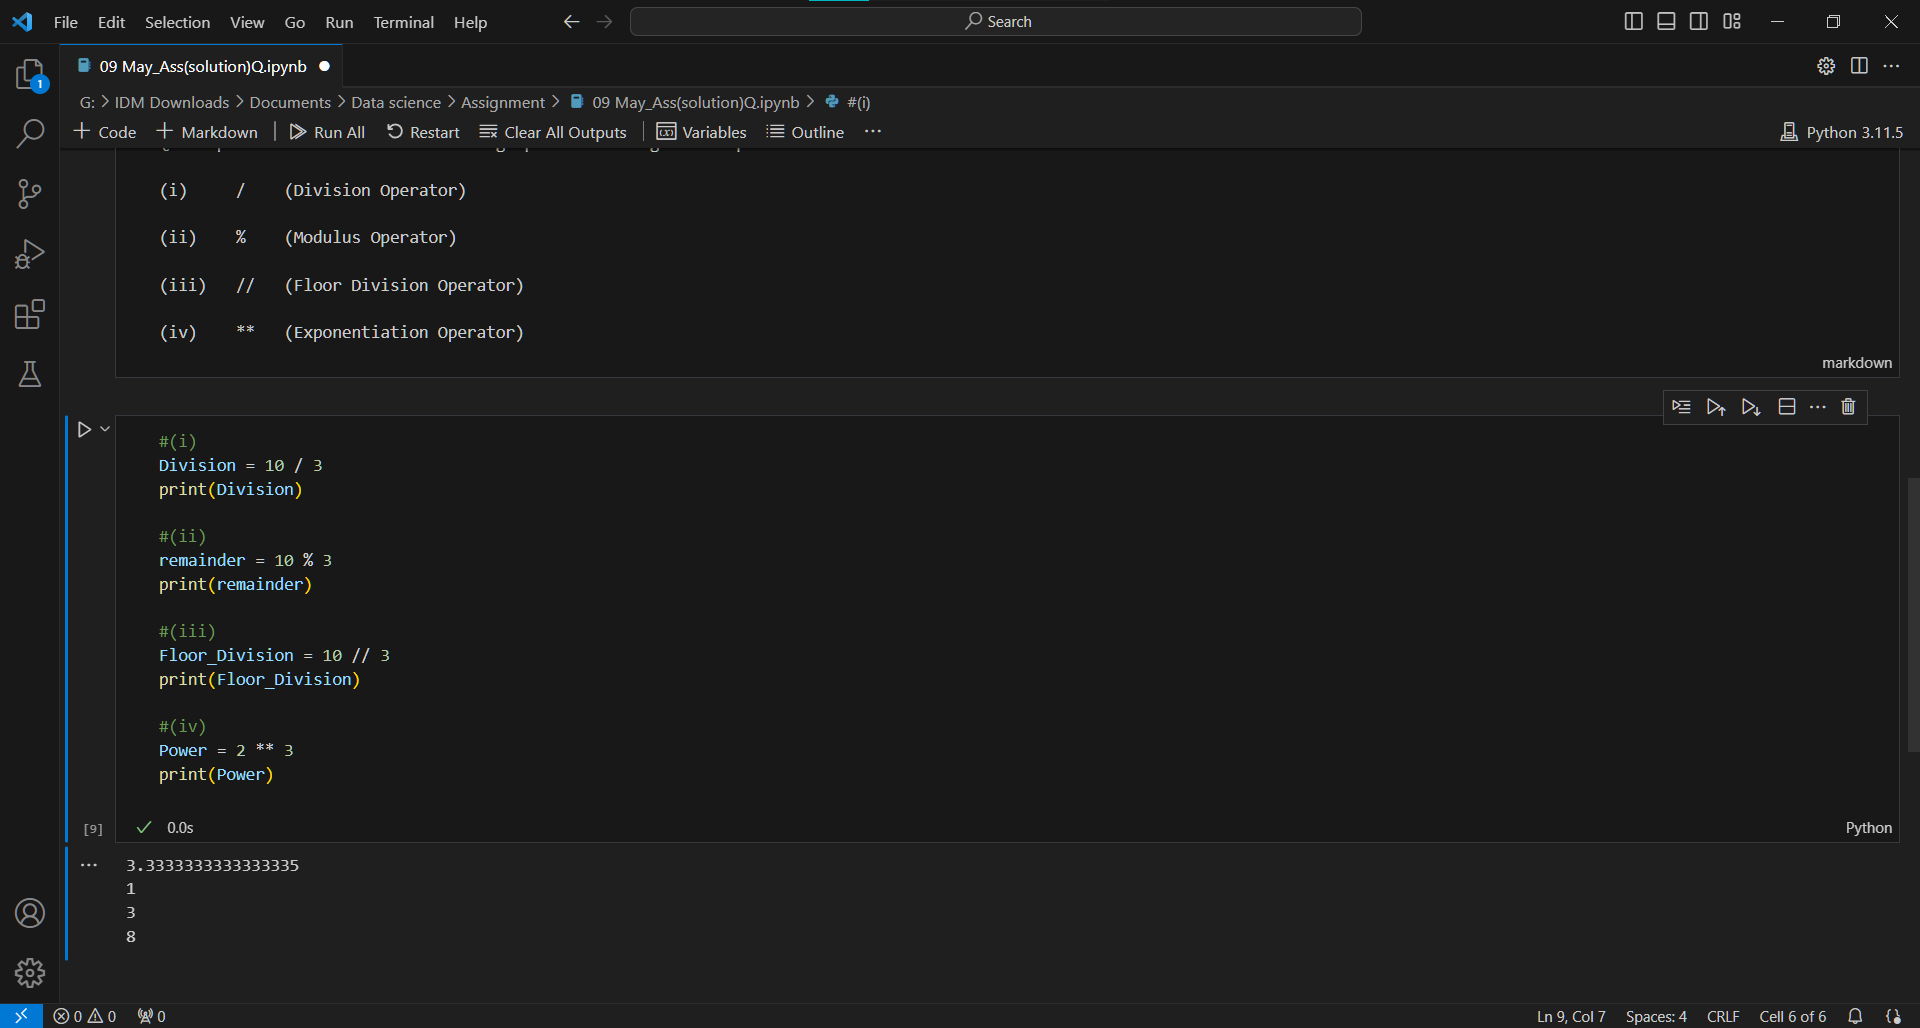 File Edit Selection View Go Run Terminal Help
Search
09 May_Ass(solution)Q.ipynb
1
G: > IDM Downloads > Documents > Data science > Assignment > 09 May_Ass(solution)Q.ipynb > #(i)
+ Code + Markdown | Run All Restart Clear All Outputs | Variables Outline ...
Python 3.11.5
(i) / (Division Operator)
(ii) % (Modulus Operator)
(iii) // (Floor Division Operator)
(iv) ** (Exponentiation Operator)
markdown
#(i)
Division = 10 / 3
print(Division)
#(ii)
remainder = 10 % 3
print(remainder)
#(iii)
Floor_Division = 10 // 3
print(Floor_Division)
#(iv)
Power = 2 ** 3
print(Power)
[9] 0.0s
Python
... 3.3333333333333335
1
3
8
0 0 0
Ln 9, Col 7 Spaces: 4 CRLF Cell 6 of 6